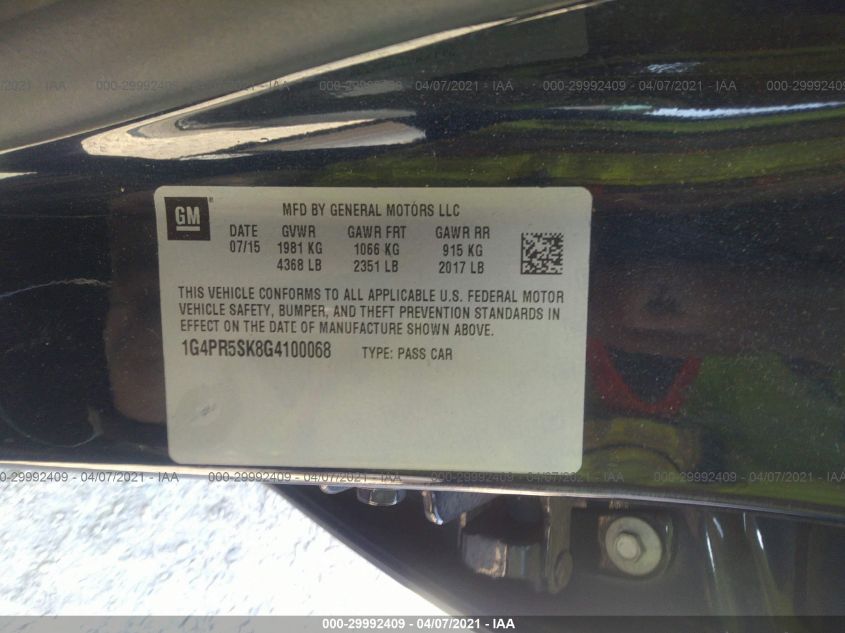 000-29992409 - 04/07/2021 - IAA
GM
MFD BY GENERAL MOTORS LLC
DATE GVWR GAWR FRT GAWR RR
07/15 1981 KG 1066 KG 915 KG
4368 LB 2351 LB 2017 LB
THIS VEHICLE CONFORMS TO ALL APPLICABLE U.S. FEDERAL MOTOR
VEHICLE SAFETY, BUMPER, AND THEFT PREVENTION STANDARDS IN
EFFECT ON THE DATE OF MANUFACTURE SHOWN ABOVE.
1G4PR5SK8G4100068 TYPE: PASS CAR
000-29992409 - 04/07/2021 - IAA
000-29992409 - 04/07/2021 - IAA